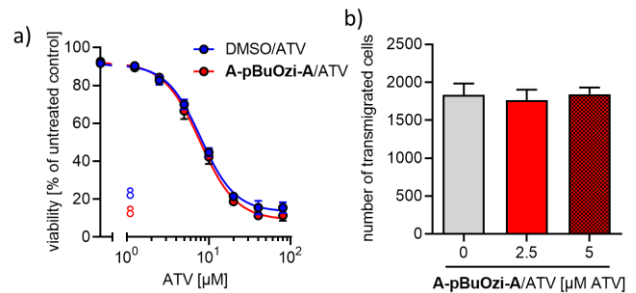 a)
DMSO/ATV
A-pBuOzi-A/ATV
viability [% of untreated control]
100
80
60
40
20
0
8
8
10⁰
10¹
10²
ATV [µM]
b)
number of transmigrated cells
2500
2000
1500
1000
500
0
0
2.5
5
A-pBuOzi-A/ATV [µM ATV]